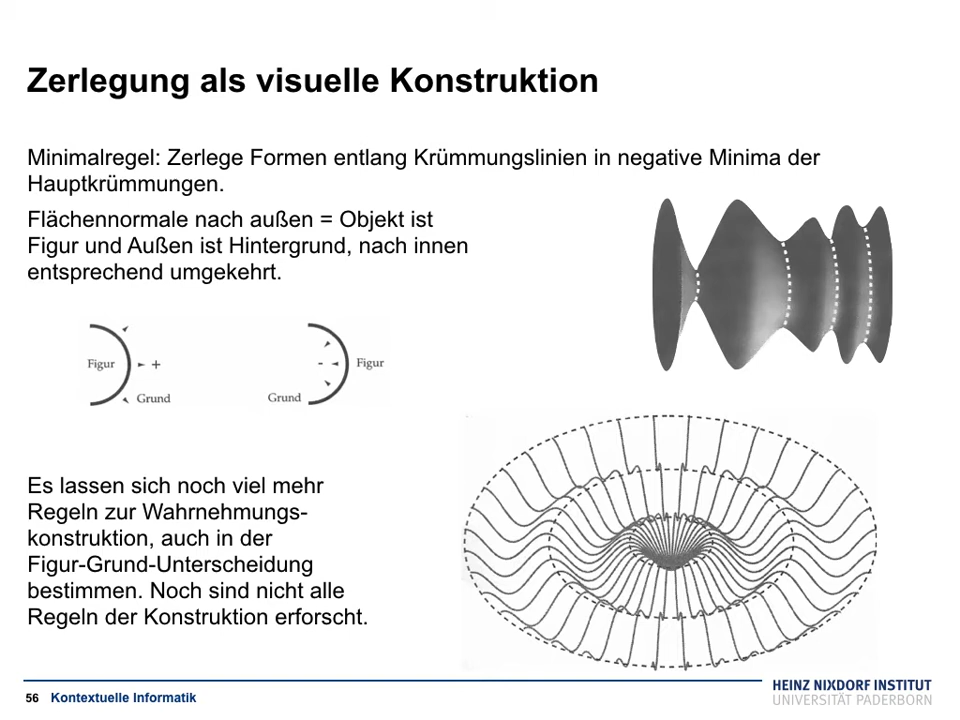 Zerlegung als visuelle Konstruktion
Minimalregel: Zerlege Formen entlang Krümmungslinien in negative Minima der
Hauptkrümmungen.
Flächennormale nach außen = Objekt ist
Figur und Außen ist Hintergrund, nach innen
entsprechend umgekehrt.
Figur
+
Grund
-
Figur
Grund
Es lassen sich noch viel mehr
Regeln zur Wahrnehmungs-
konstruktion, auch in der
Figur-Grund-Unterscheidung
bestimmen. Noch sind nicht alle
Regeln der Konstruktion erforscht.
56 Kontextuelle Informatik
HEINZ NIXDORF INSTITUT
UNIVERSITÄT PADERBORN